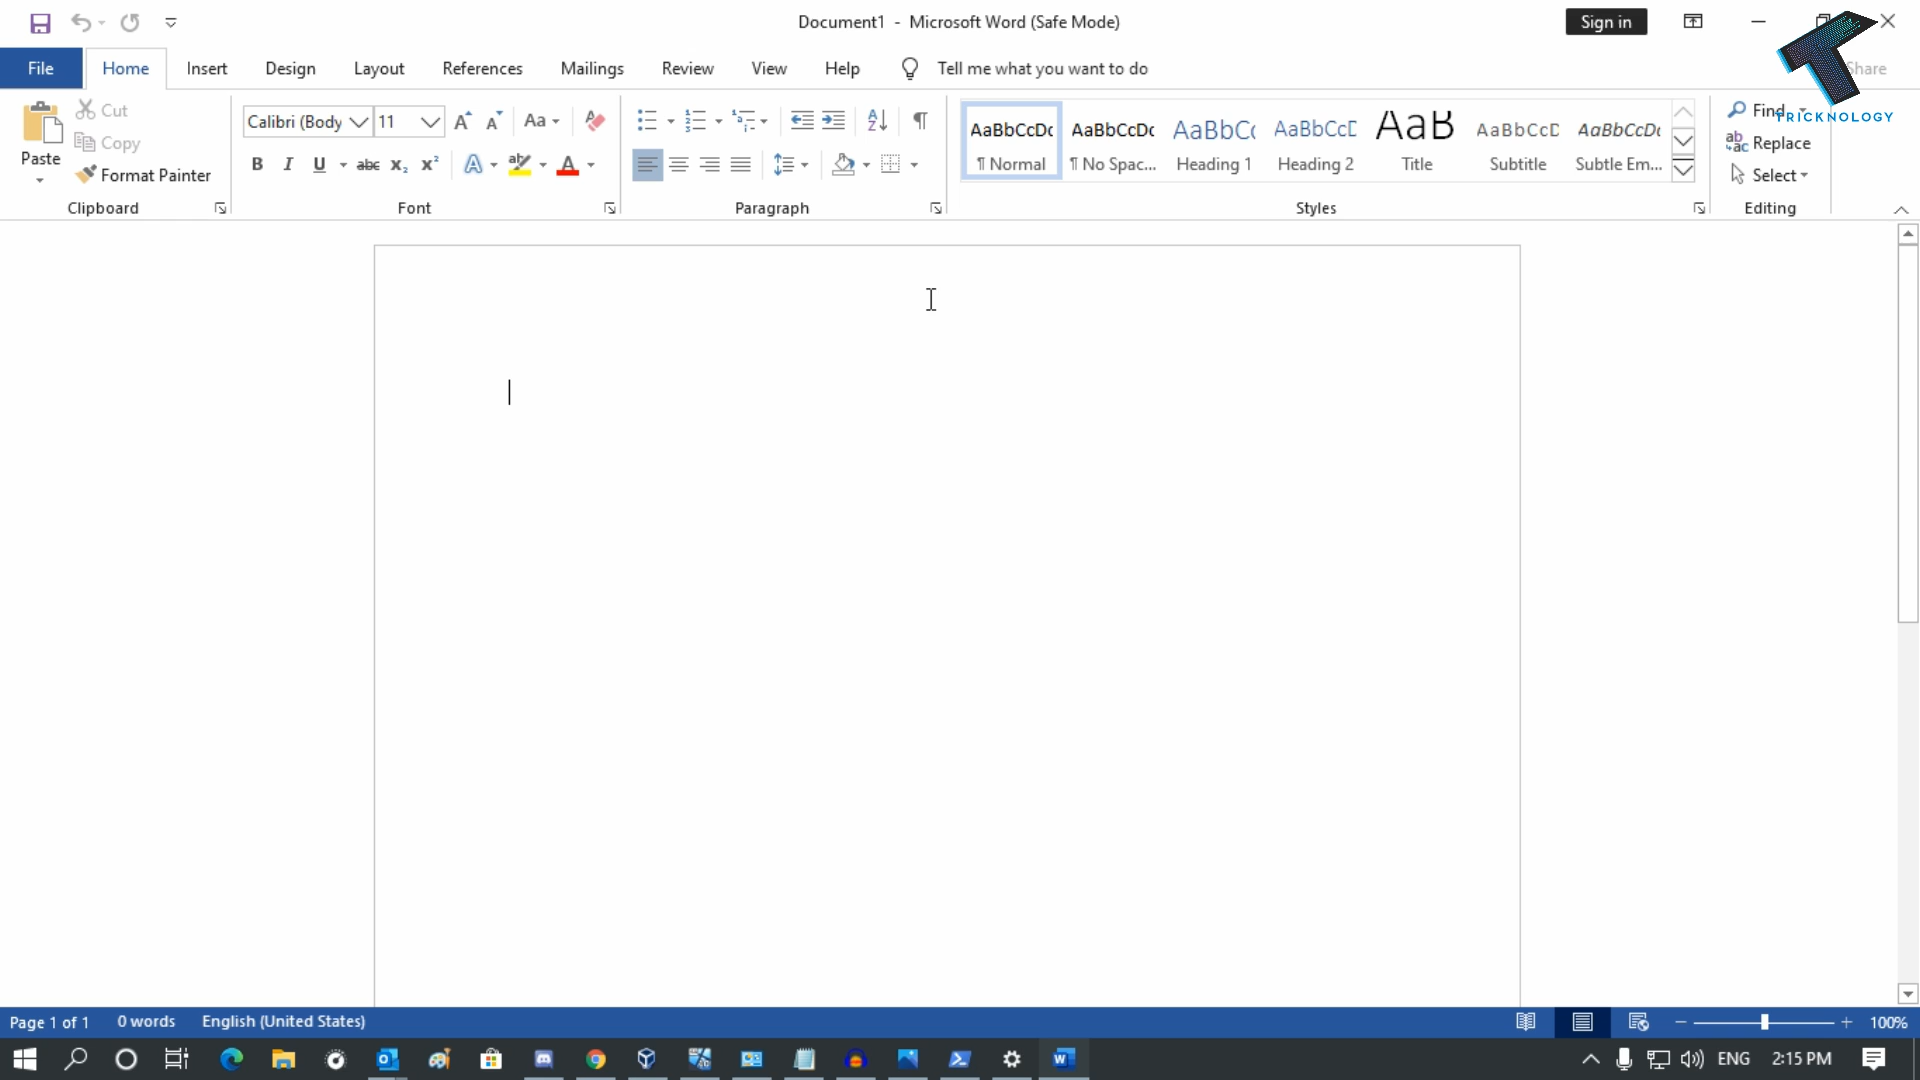 Document1 - Microsoft Word (Safe Mode)
Sign in
File Home Insert Design Layout References Mailings Review View Help Tell me what you want to do Share
Paste
Cut
Copy
Format Painter
Clipboard
Calibri (Body 11
Aa
B I U abc x₂ x² A ab A
Font
A Z
Paragraph
AaBbCcDc AaBbCcDc AaBbC AaBbCcD AaB AaBbCcD AaBbCcDc
¶ Normal ¶ No Spac... Heading 1 Heading 2 Title Subtitle Subtle Em...
Styles
Find
Replace
Select
Editing
TRICKNOLOGY
Page 1 of 1 0 words English (United States) 100%
ENG 2:15 PM